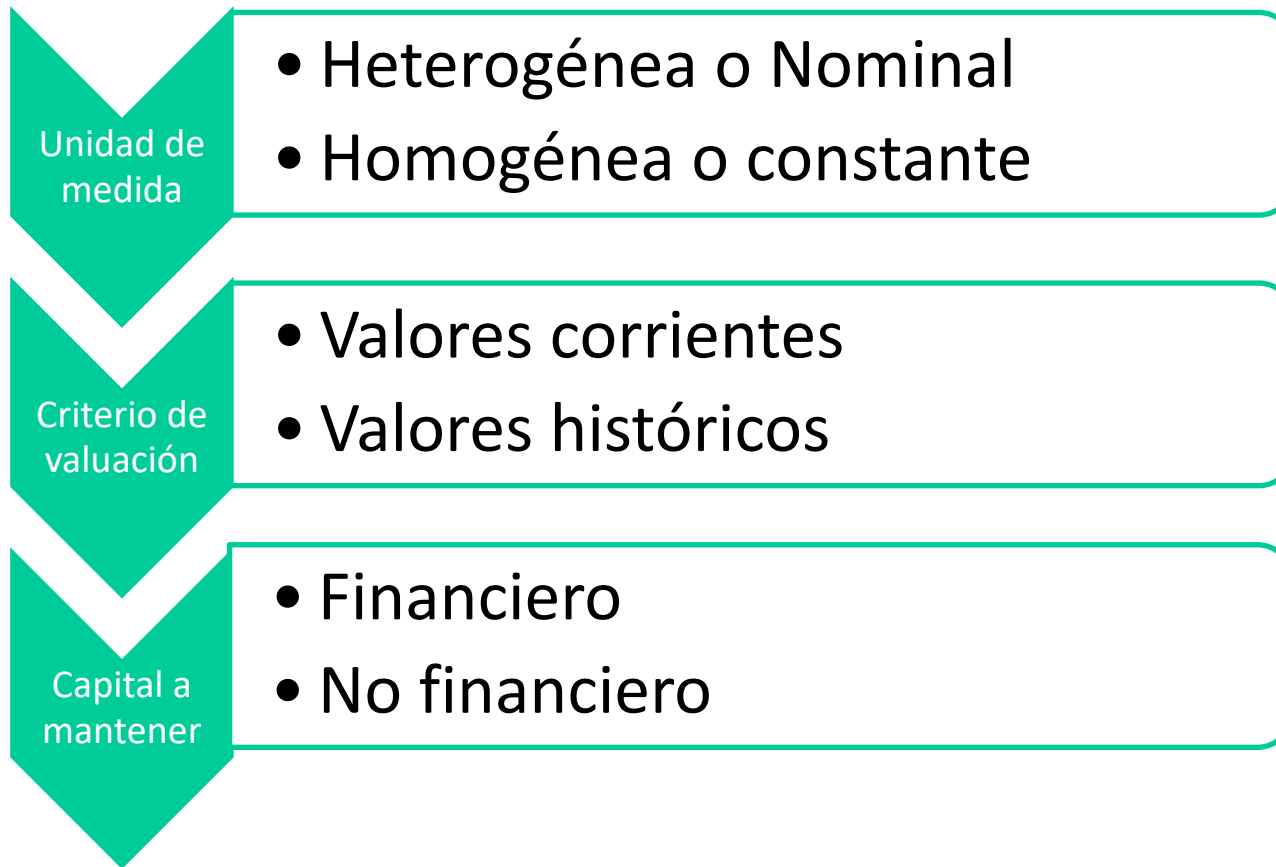 Unidad de
medida
• Heterogénea o Nominal
• Homogénea o constante
Criterio de
valuación
• Valores corrientes
• Valores históricos
Capital a
mantener
• Financiero
• No financiero